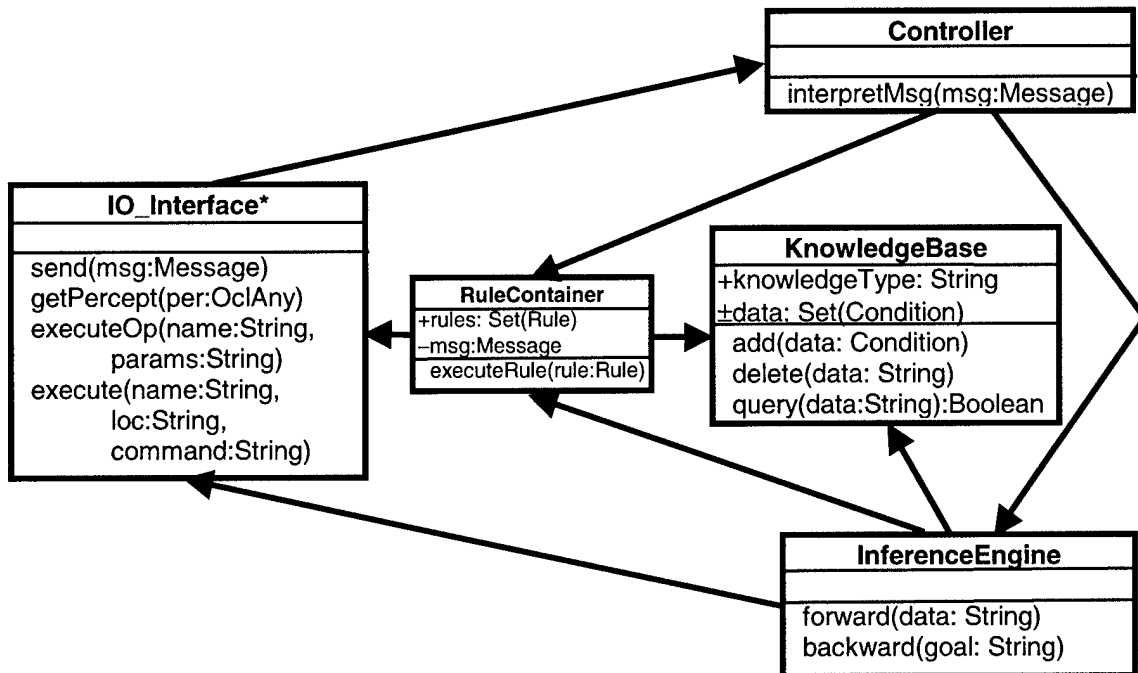 Controller
interpretMsg(msg:Message)
IO_Interface*
send(msg:Message)
getPercept(per:OclAny)
executeOp(name:String,
params:String)
execute(name:String,
loc:String,
command:String)
RuleContainer
+rules: Set(Rule)
–msg:Message
executeRule(rule:Rule)
KnowledgeBase
+knowledgeType: String
±data: Set(Condition)
add(data: Condition)
delete(data: String)
query(data:String):Boolean
InferenceEngine
forward(data: String)
backward(goal: String)